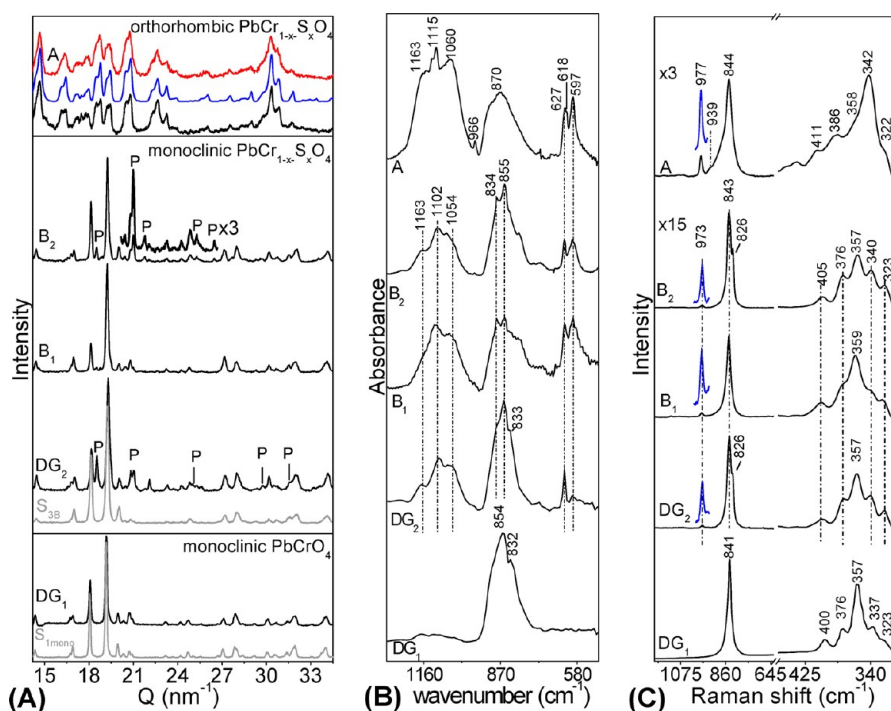 orthorhombic PbCr1-x-SxO4
A
monoclinic PbCr1-x-SxO4
P
P
P
P
P
Px3
B2
B1
P
P
P
P
P
DG2
S3B
monoclinic PbCrO4
DG1
S1mono
Intensity
14 18 21 24 27 30 33
Q (nm-1)
(A)
1163
1115
1060
966
870
627
618
597
A
1163
1102
1054
834
855
B2
B1
833
DG2
854
832
DG1
Absorbance
1160 870 580
wavenumber (cm-1)
(B)
x3
977
939
844
411
386
358
342
322
A
x15
973
843
826
405
376
357
340
323
B2
359
B1
826
357
DG2
841
400
376
357
337
323
DG1
Intensity
1075 860 645 425 340
Raman shift (cm-1)
(C)